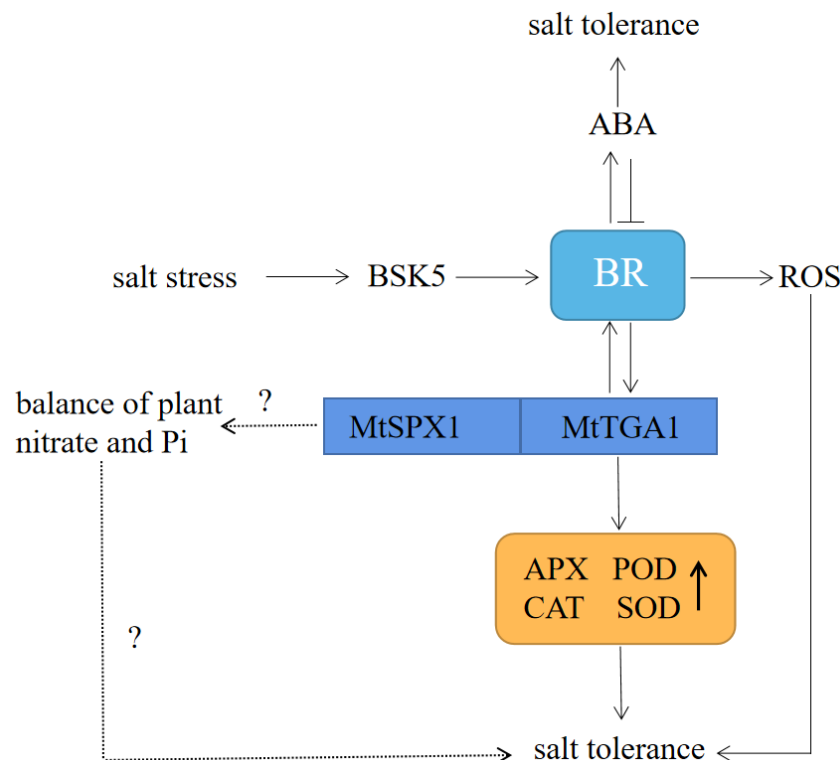 salt tolerance
ABA
salt stress
BSK5
BR
ROS
balance of plant
nitrate and Pi
?
MtSPX1
MtTGA1
APX POD
CAT SOD
?
salt tolerance